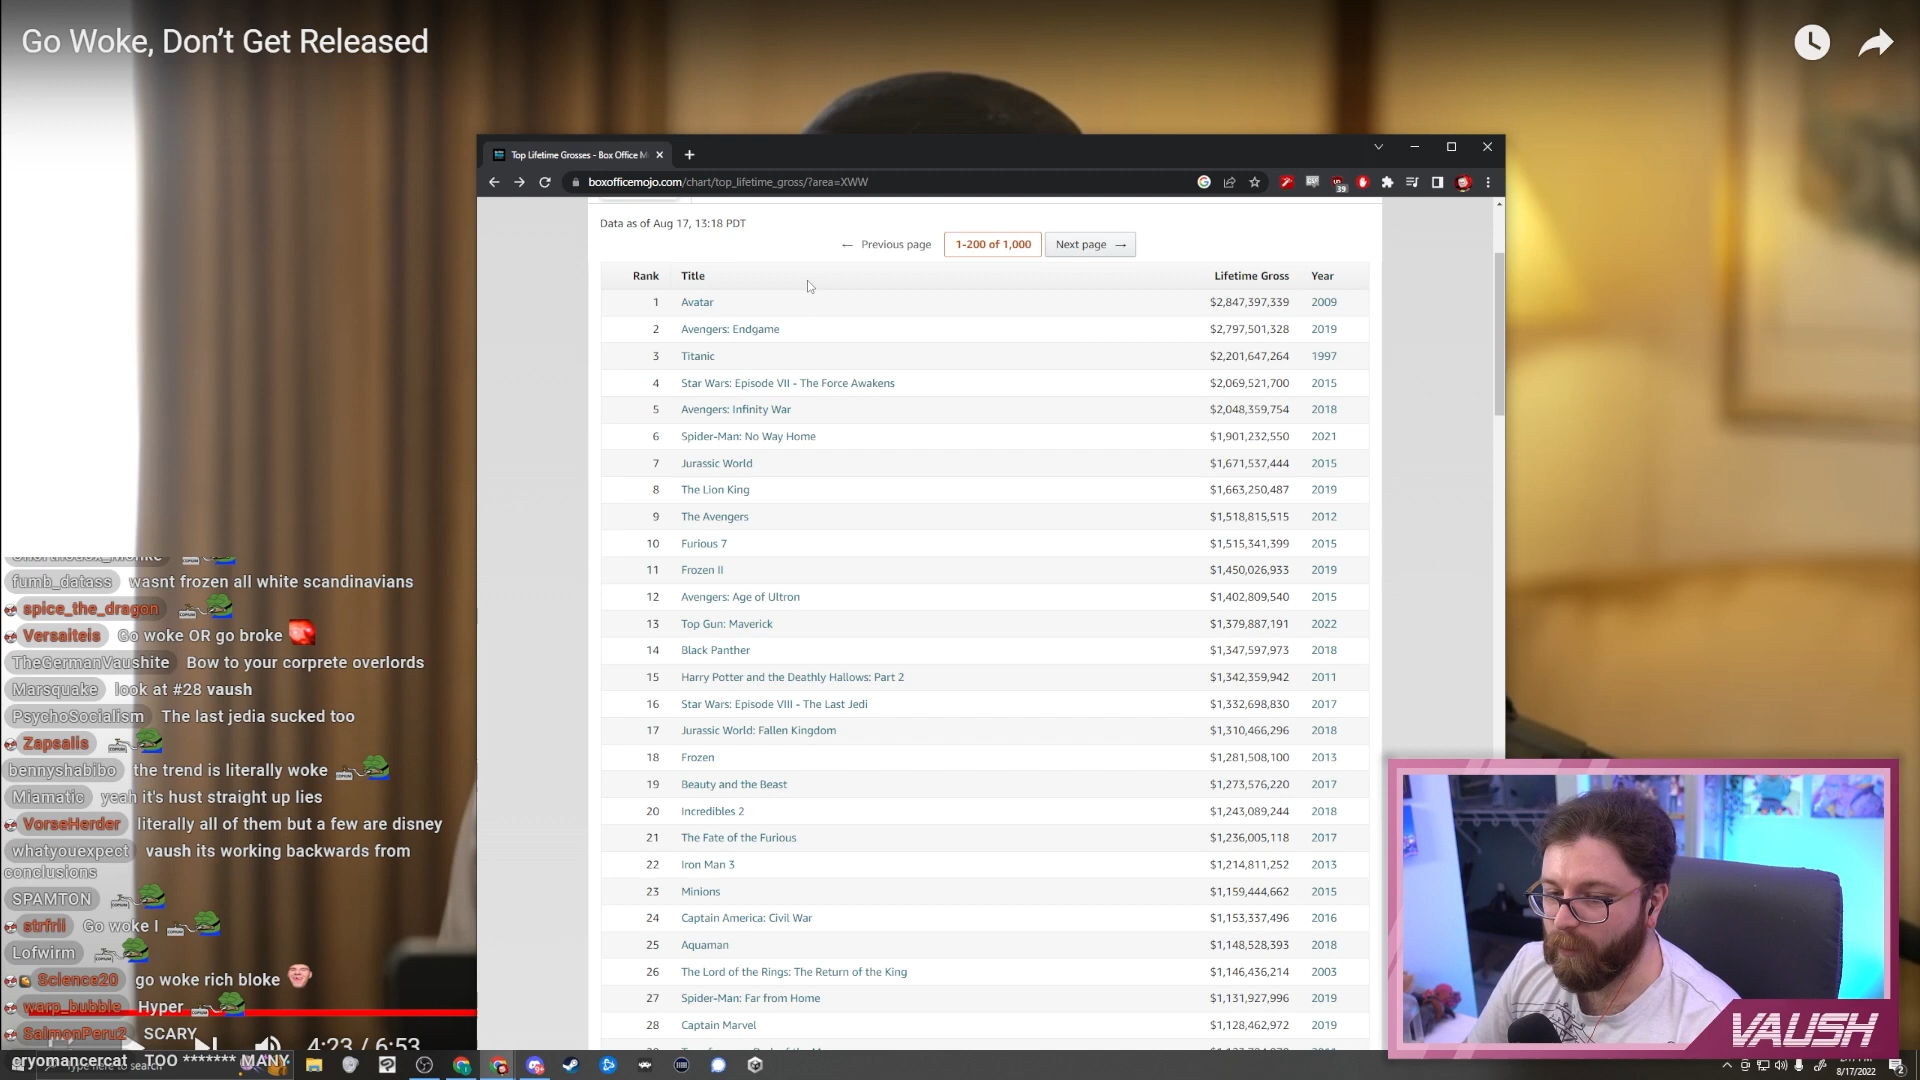 Go Woke, Don’t Get Released
Top Lifetime Grosses - Box Office M
boxofficemojo.com/chart/top_lifetime_gross/?area=XWW
39
Data as of Aug 17, 13:18 PDT
← Previous page 1-200 of 1,000 Next page →
Rank Title Lifetime Gross Year
1 Avatar $2,847,397,339 2009
2 Avengers: Endgame $2,797,501,328 2019
3 Titanic $2,201,647,264 1997
4 Star Wars: Episode VII - The Force Awakens $2,069,521,700 2015
5 Avengers: Infinity War $2,048,359,754 2018
6 Spider-Man: No Way Home $1,901,232,550 2021
7 Jurassic World $1,671,537,444 2015
8 The Lion King $1,663,250,487 2019
9 The Avengers $1,518,815,515 2012
10 Furious 7 $1,515,341,399 2015
11 Frozen II $1,450,026,933 2019
12 Avengers: Age of Ultron $1,402,809,540 2015
13 Top Gun: Maverick $1,379,887,191 2022
14 Black Panther $1,347,597,973 2018
15 Harry Potter and the Deathly Hallows: Part 2 $1,342,359,942 2011
16 Star Wars: Episode VIII - The Last Jedi $1,332,698,830 2017
17 Jurassic World: Fallen Kingdom $1,310,466,296 2018
18 Frozen $1,281,508,100 2013
19 Beauty and the Beast $1,273,576,220 2017
20 Incredibles 2 $1,243,089,244 2018
21 The Fate of the Furious $1,236,005,118 2017
22 Iron Man 3 $1,214,811,252 2013
23 Minions $1,159,444,662 2015
24 Captain America: Civil War $1,153,337,496 2016
25 Aquaman $1,148,528,393 2018
26 The Lord of the Rings: The Return of the King $1,146,436,214 2003
27 Spider-Man: Far from Home $1,131,927,996 2019
28 Captain Marvel $1,128,462,972 2019
fumb_datass wasnt frozen all white scandinavians
spice_the_dragon
Versaiteis Go woke OR go broke
TheGermanVaushite Bow to your corprete overlords
Marsquake look at #28 vaush
PsychoSocialism The last jedia sucked too
Zapsalis
bennyshabibo the trend is literally woke
Miamatic yeah it's hust straight up lies
VorseHerder literally all of them but a few are disney
whatyouexpect vaush its working backwards from
conclusions
SPAMTON
strfril Go woke I
Lofwirm
Science20 go woke rich bloke
warp_bubble Hyper
SalmonPeru2 SCARY
4:23 / 6:53
cryomancercat TOO ******* MANY
Type here to search
VAUSH
8/17/2022
2